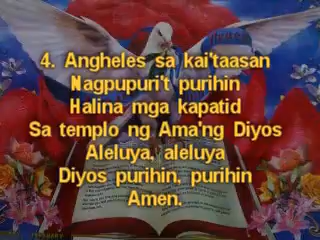 4. Angheles sa kai'taasan
Nagpupuri't purihin
Halina mga kapatid
Sa templo ng Ama'ng Diyos
Aleluya, aleluya
Diyos purihin, purihin
Amen.